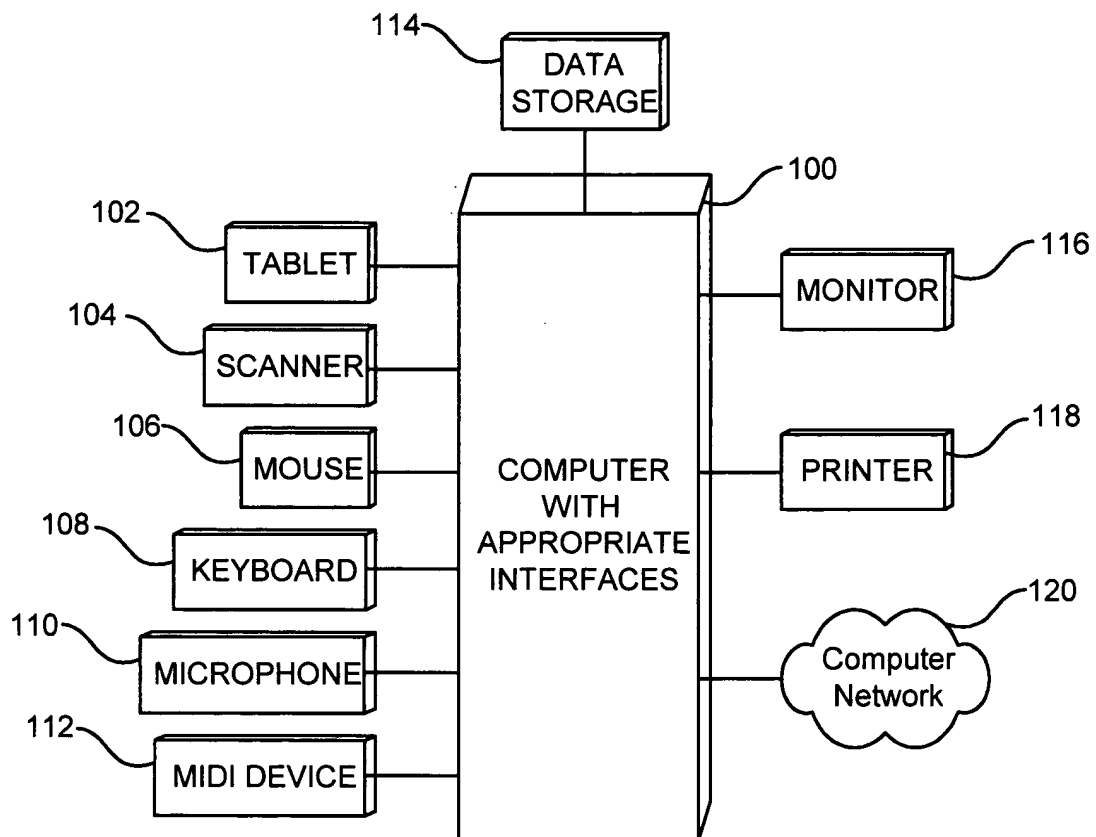 114
DATA
STORAGE
100
102
TABLET
104
SCANNER
106
MOUSE
108
KEYBOARD
110
MICROPHONE
112
MIDI DEVICE
COMPUTER
WITH
APPROPRIATE
INTERFACES
116
MONITOR
118
PRINTER
120
Computer
Network